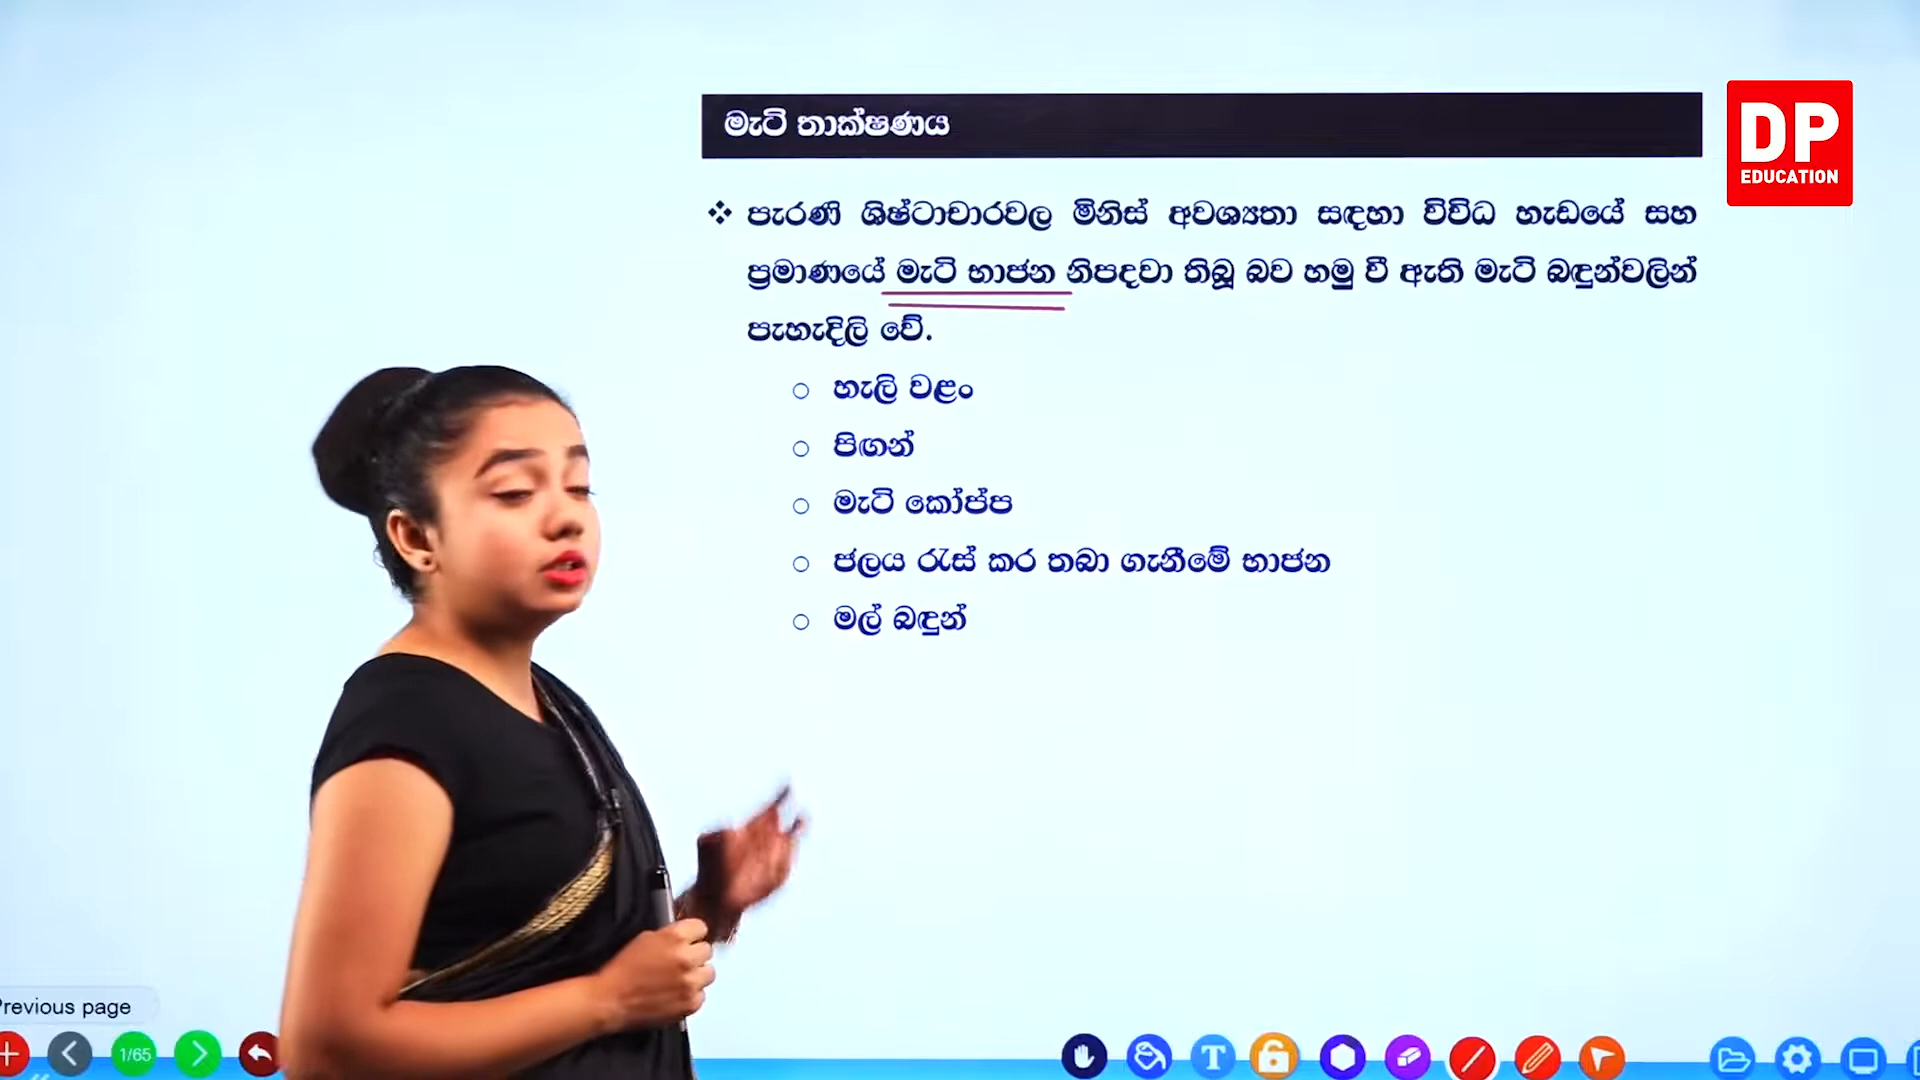 මැටි තාක්ෂණය
DP
EDUCATION
❖ පැරණි ශිෂ්ටාචාරවල මිනිස් අවශ්‍යතා සඳහා විවිධ හැඩයේ සහ
ප්‍රමාණයේ මැටි භාජන නිපදවා තිබූ බව හමු වී ඇති මැටි බඳුන්වලින්
පැහැදිලි වේ.
○ හැලි වළං
○ පිඟන්
○ මැටි කෝප්ප
○ ජලය රැස් කර තබා ගැනීමේ භාජන
○ මල් බඳුන්
Previous page
1/65
T